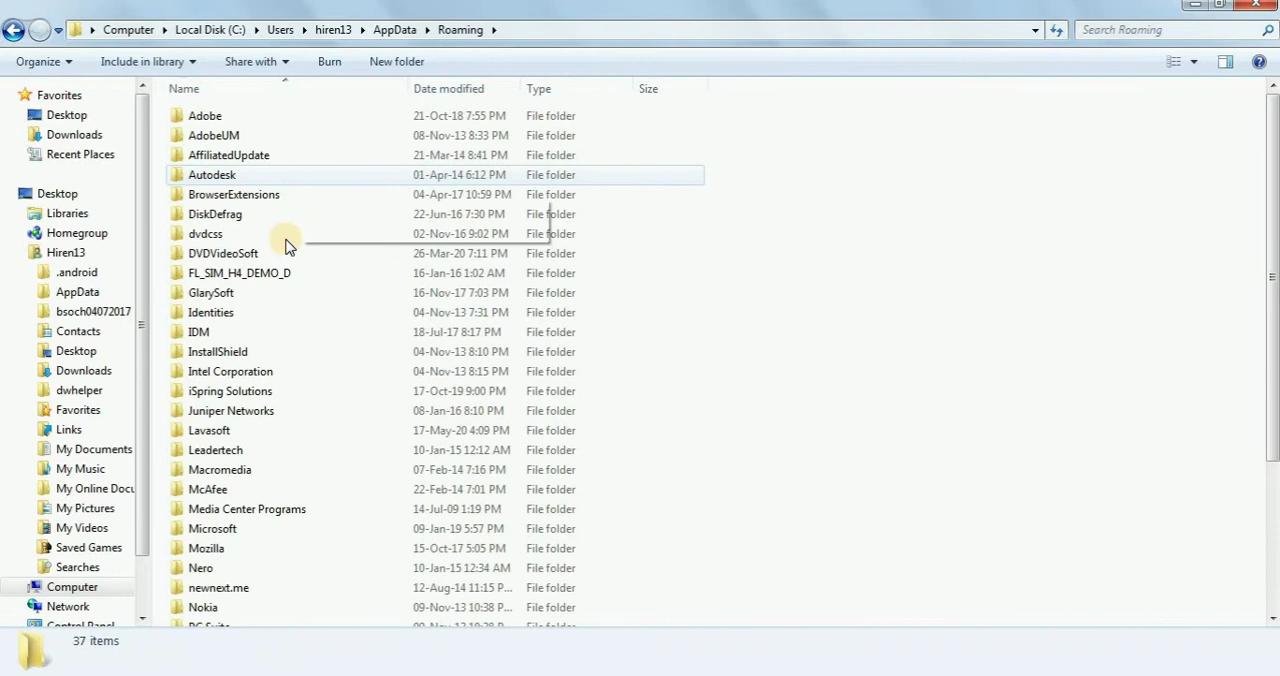 Computer Local Disk (C:) Users hiren13 AppData Roaming Search Roaming
Organize Include in library Share with Burn New folder
Name Date modified Type Size
Favorites
Desktop
Downloads
Recent Places
Desktop
Libraries
Homegroup
Hiren13
.android
AppData
bsoch04072017
Contacts
Desktop
Downloads
dwhelper
Favorites
Links
My Documents
My Music
My Online Docu
My Pictures
My Videos
Saved Games
Searches
Computer
Network
Control Panel
Adobe 21-Oct-18 7:55 PM File folder
AdobeUM 08-Nov-13 8:33 PM File folder
AffiliatedUpdate 21-Mar-14 8:41 PM File folder
Autodesk 01-Apr-14 6:12 PM File folder
BrowserExtensions 04-Apr-17 10:59 PM File folder
DiskDefrag 22-Jun-16 7:30 PM File folder
dvdcss 02-Nov-16 9:02 PM File folder
DVDVideoSoft 26-Mar-20 7:11 PM File folder
FL_SIM_H4_DEMO_D 16-Jan-16 1:02 AM File folder
GlarySoft 16-Nov-17 7:03 PM File folder
Identities 04-Nov-13 7:31 PM File folder
IDM 18-Jul-17 8:17 PM File folder
InstallShield 04-Nov-13 8:10 PM File folder
Intel Corporation 04-Nov-13 8:15 PM File folder
iSpring Solutions 17-Oct-19 9:00 PM File folder
Juniper Networks 08-Jan-16 8:10 PM File folder
Lavasoft 17-May-20 4:09 PM File folder
Leadertech 10-Jan-15 12:12 AM File folder
Macromedia 07-Feb-14 7:16 PM File folder
McAfee 22-Feb-14 7:01 PM File folder
Media Center Programs 14-Jul-09 1:19 PM File folder
Microsoft 09-Jan-19 5:57 PM File folder
Mozilla 15-Oct-17 5:05 PM File folder
Nero 10-Jan-15 12:34 AM File folder
newnext.me 12-Aug-14 11:15 P... File folder
Nokia 09-Nov-13 10:38 P... File folder
PC Suite 09-Nov-13 10:38 P... File folder
37 items